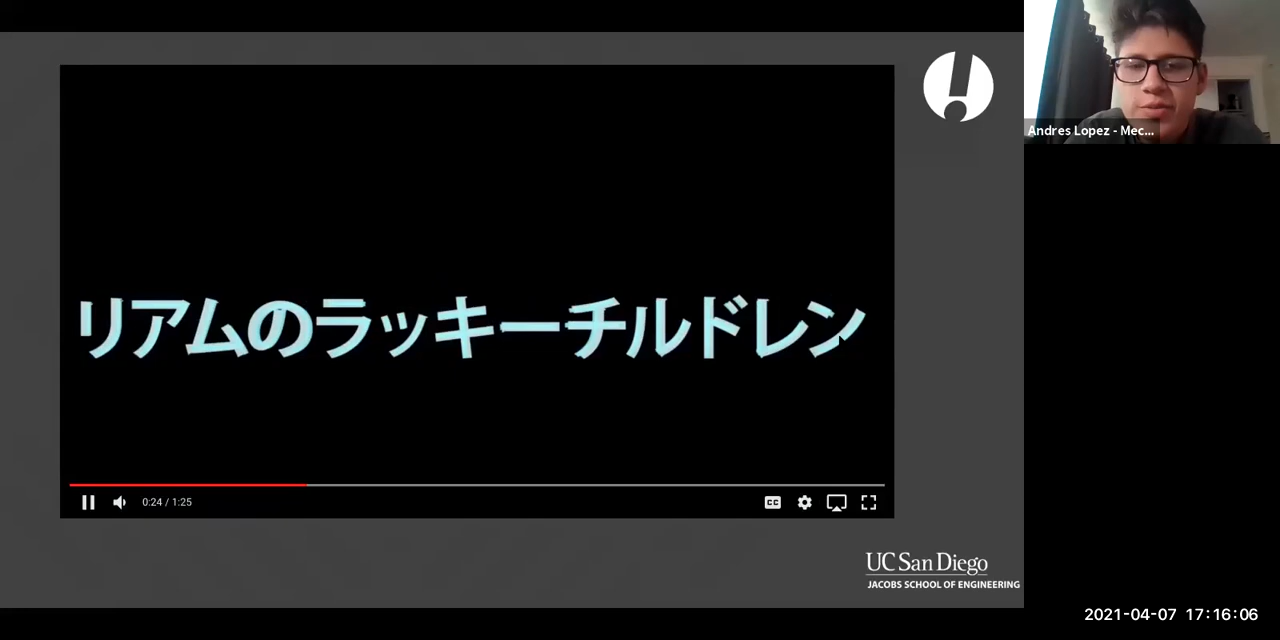 Andres Lopez - Mec...
リアムのラッキーチルドレン
0:24 / 1:25
CC
UC San Diego
JACOBS SCHOOL OF ENGINEERING
2021-04-07 17:16:06